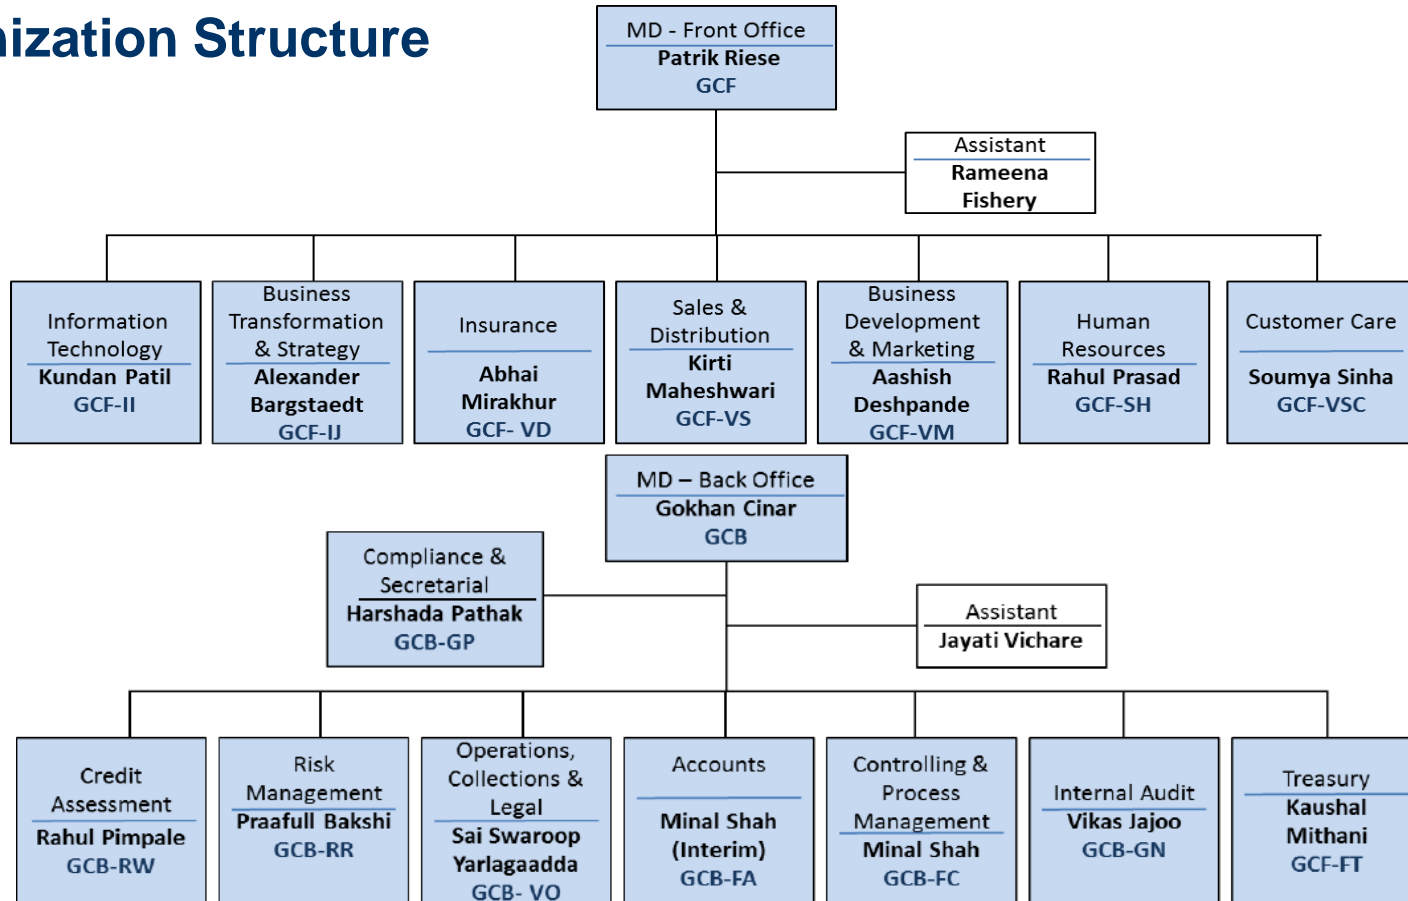 nization Structure
MD - Front Office
Patrik Riese
GCF
Assistant
Rameena
Fishery
Information
Technology
Kundan Patil
GCF-II
Business
Transformation
& Strategy
Alexander
Bargstaedt
GCF-IJ
Insurance
Abhai
Mirakhur
GCF- VD
Sales &
Distribution
Kirti
Maheshwari
GCF-VS
Business
Development
& Marketing
Aashish
Deshpande
GCF-VM
Human
Resources
Rahul Prasad
GCF-SH
Customer Care
Soumya Sinha
GCF-VSC
MD – Back Office
Gokhan Cinar
GCB
Compliance &
Secretarial
Harshada Pathak
GCB-GP
Assistant
Jayati Vichare
Credit
Assessment
Rahul Pimpale
GCB-RW
Risk
Management
Praafull Bakshi
GCB-RR
Operations,
Collections &
Legal
Sai Swaroop
Yarlagaadda
GCB- VO
Accounts
Minal Shah
(Interim)
GCB-FA
Controlling &
Process
Management
Minal Shah
GCB-FC
Internal Audit
Vikas Jajoo
GCB-GN
Treasury
Kaushal
Mithani
GCF-FT